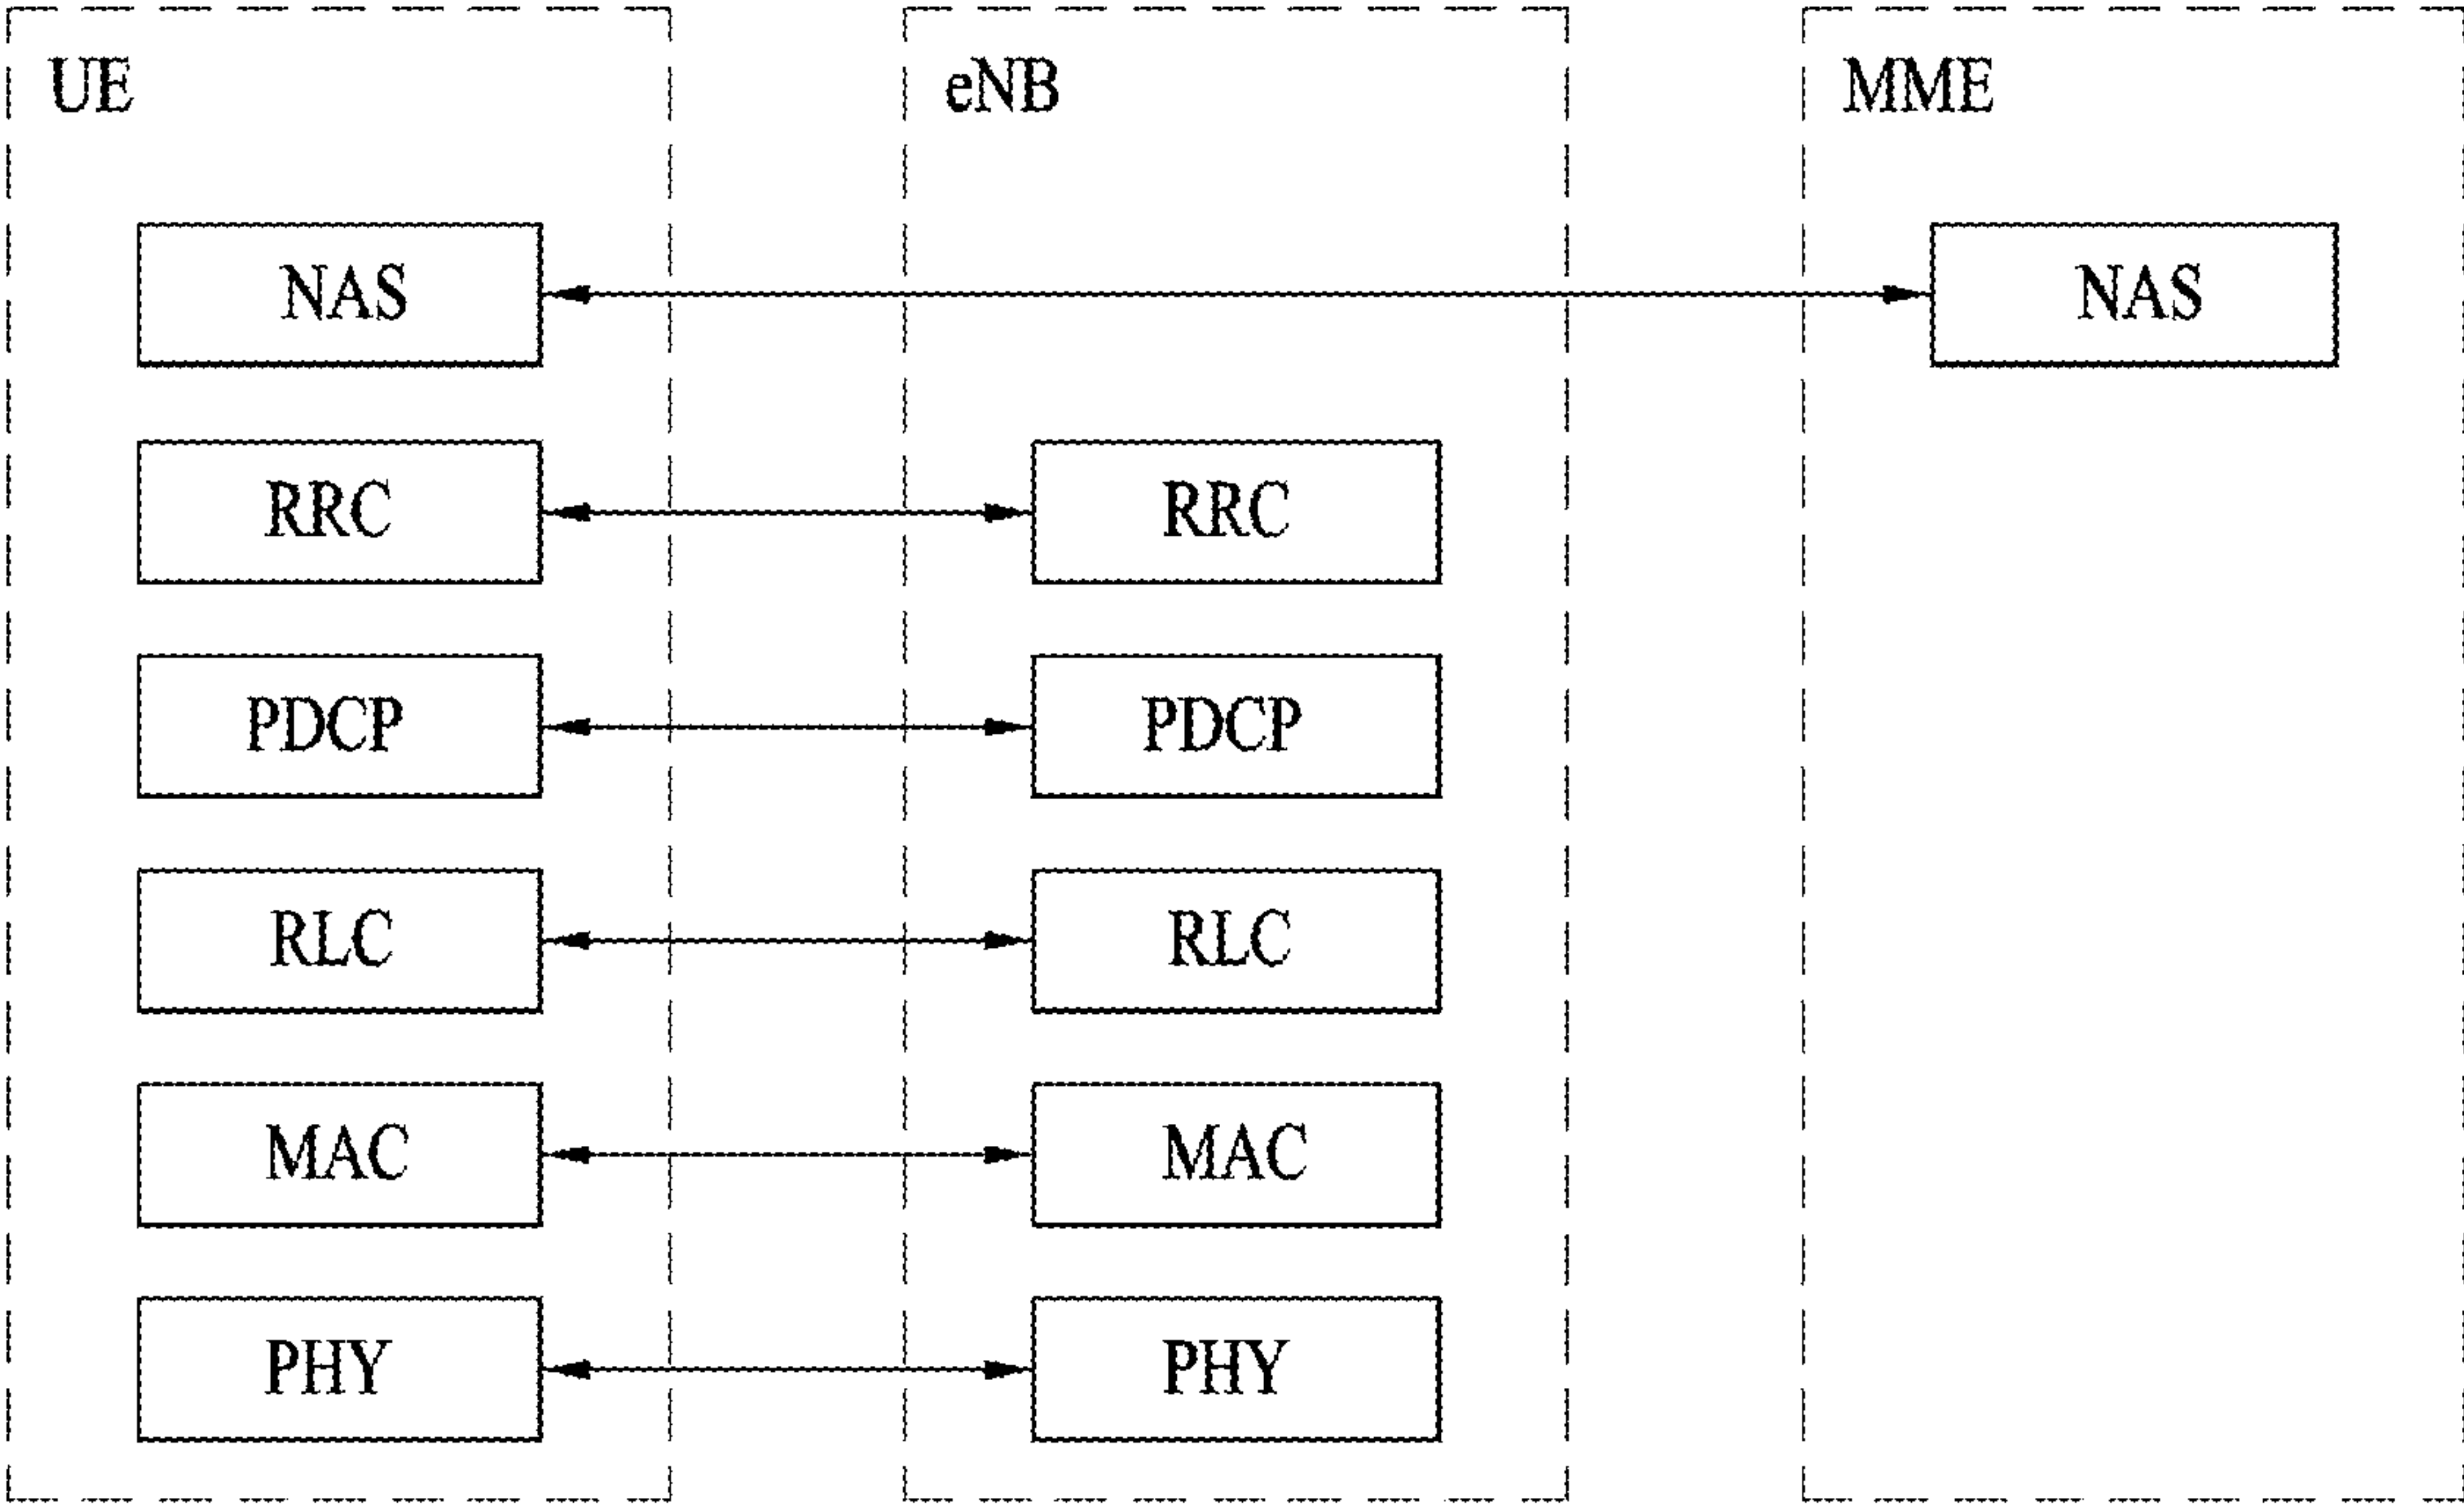 UE eNB MME
NAS NAS
RRC RRC
PDCP PDCP
RLC RLC
MAC MAC
PHY PHY